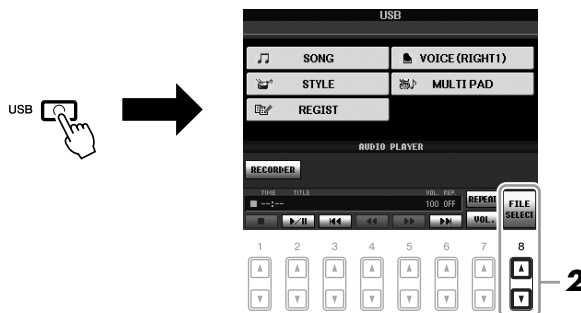 USB
USB
SONG
VOICE(RIGHT1)
STYLE
MULTI PAD
REGIST
AUDIO PLAYER
RECORDER
TIME TITLE VOL. REP.
--:-- 100 OFF
REPEAT
FILE SELECT
VOL.
1 2 3 4 5 6 7 8
2